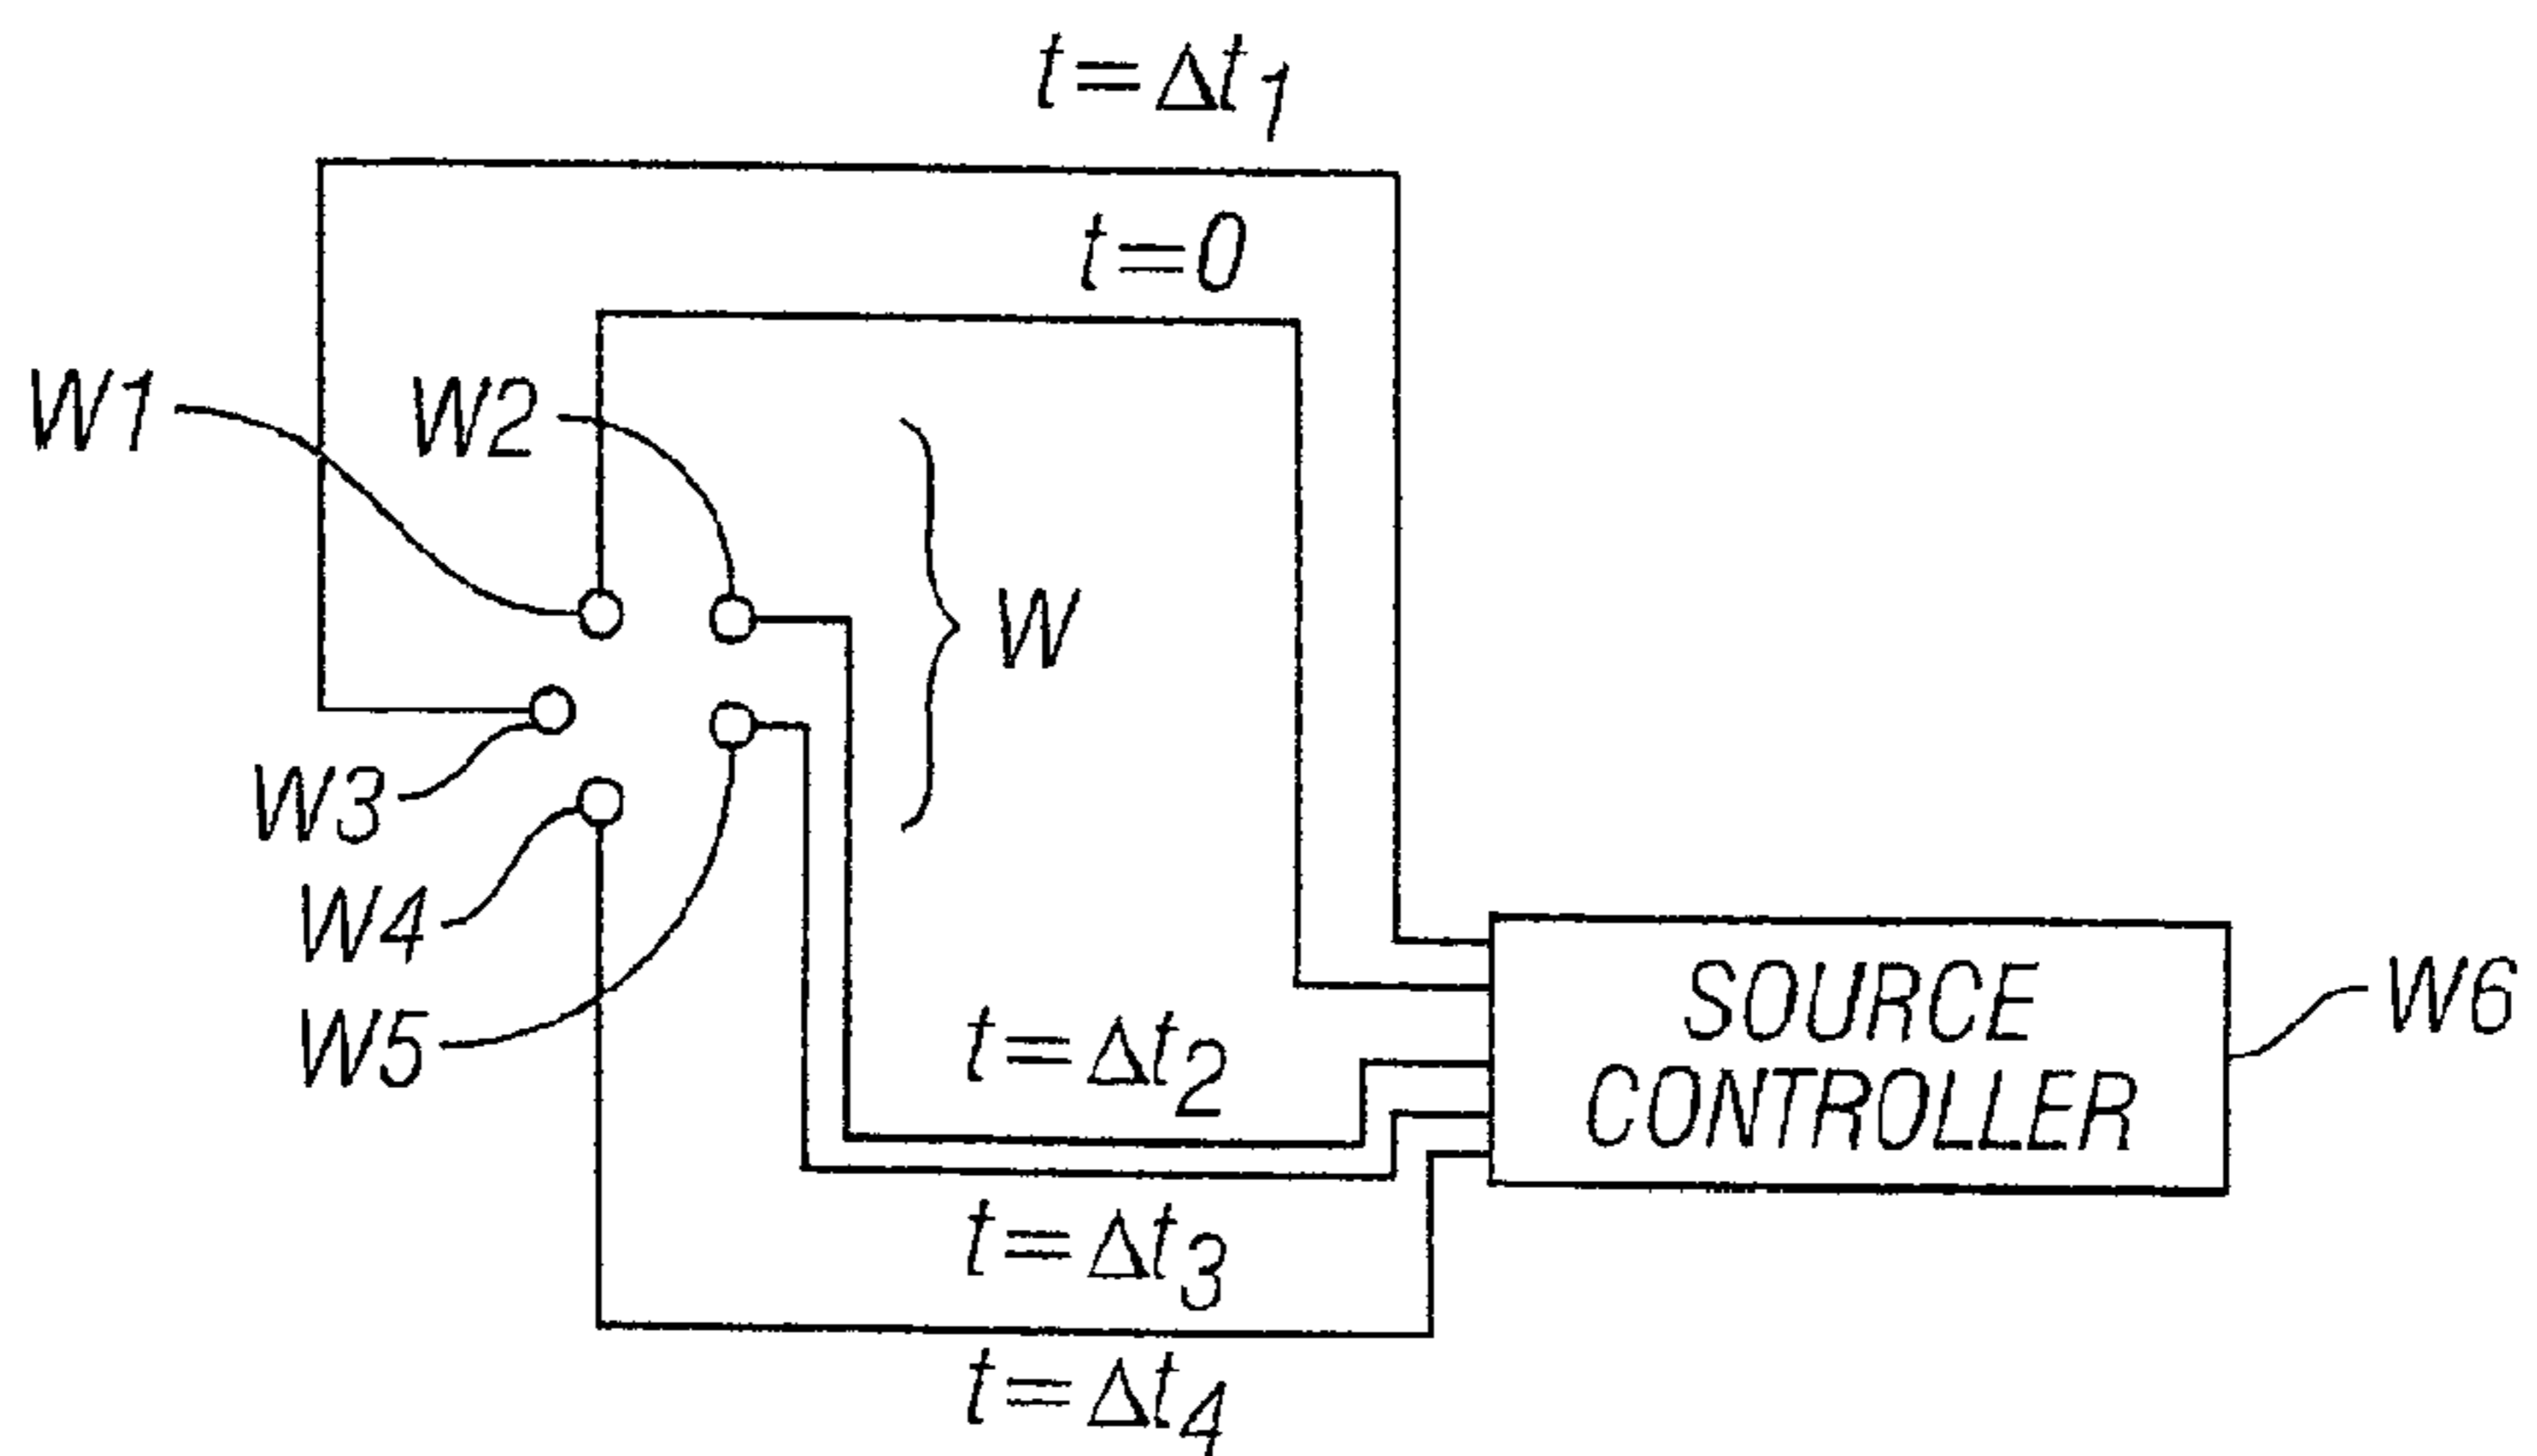 t=Δt1
t=0
W1
W2
W
W3
W4
W5
t=Δt2
t=Δt3
t=Δt4
SOURCE
CONTROLLER
W6